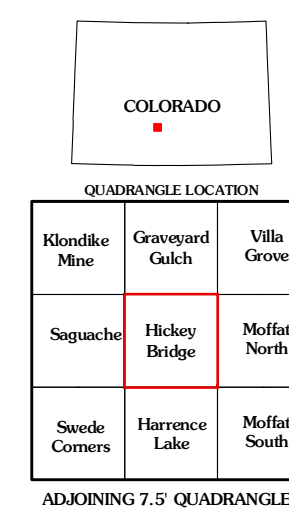 COLORADO
QUADRANGLE LOCATION
Klondike Mine
Graveyard Gulch
Villa Grove
Saguache
Hickey Bridge
Moffat North
Swede Corners
Harrence Lake
Moffat South
ADJOINING 7.5' QUADRANGLE